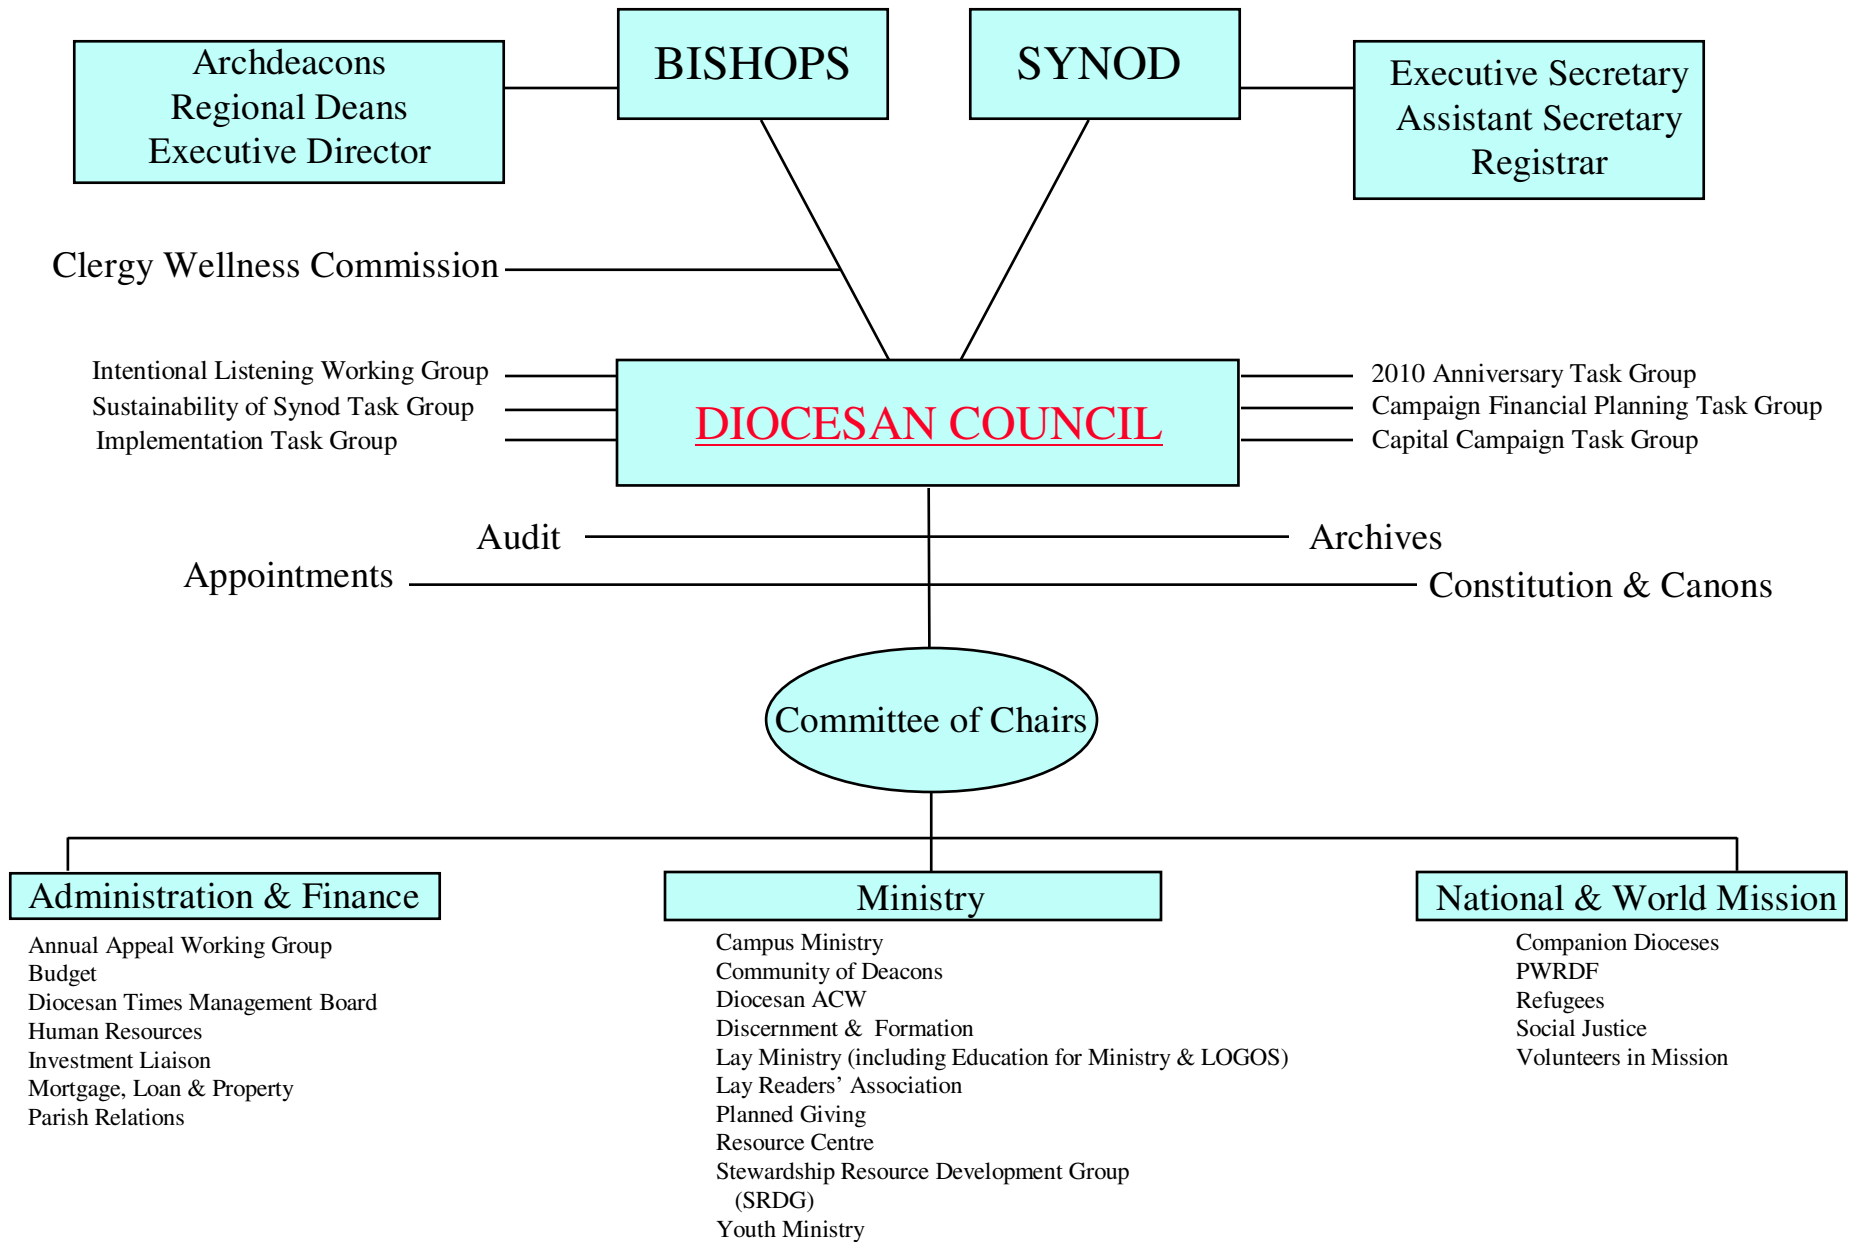 Archdeacons
Regional Deans
Executive Director
BISHOPS
SYNOD
Executive Secretary
Assistant Secretary
Registrar
Clergy Wellness Commission
Intentional Listening Working Group
Sustainability of Synod Task Group
Implementation Task Group
DIOCESAN COUNCIL
2010 Anniversary Task Group
Campaign Financial Planning Task Group
Capital Campaign Task Group
Audit
Archives
Appointments
Constitution & Canons
Committee of Chairs
Administration & Finance
Annual Appeal Working Group
Budget
Diocesan Times Management Board
Human Resources
Investment Liaison
Mortgage, Loan & Property
Parish Relations
Ministry
Campus Ministry
Community of Deacons
Diocesan ACW
Discernment &  Formation
Lay Ministry (including Education for Ministry & LOGOS)
Lay Readers’ Association
Planned Giving
Resource Centre
Stewardship Resource Development Group
(SRDG)
Youth Ministry
National & World Mission
Companion Dioceses
PWRDF
Refugees
Social Justice
Volunteers in Mission